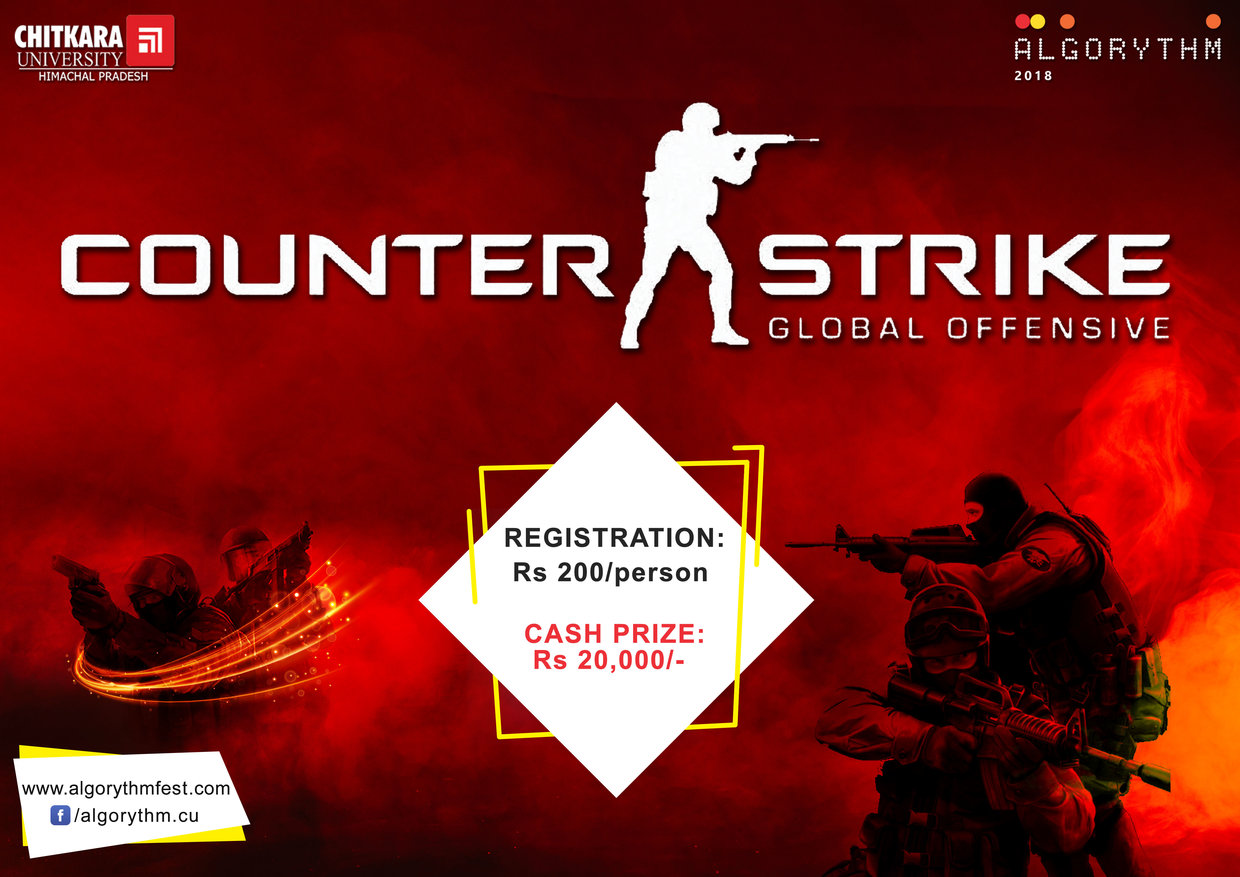 CHITKARA
UNIVERSITY
HIMACHAL PRADESH
ALGORYTHM
2018
COUNTER STRIKE
GLOBAL OFFENSIVE
REGISTRATION:
Rs 200/person
CASH PRIZE:
Rs 20,000/-
www.algorythmfest.com
f /algorythm.cu